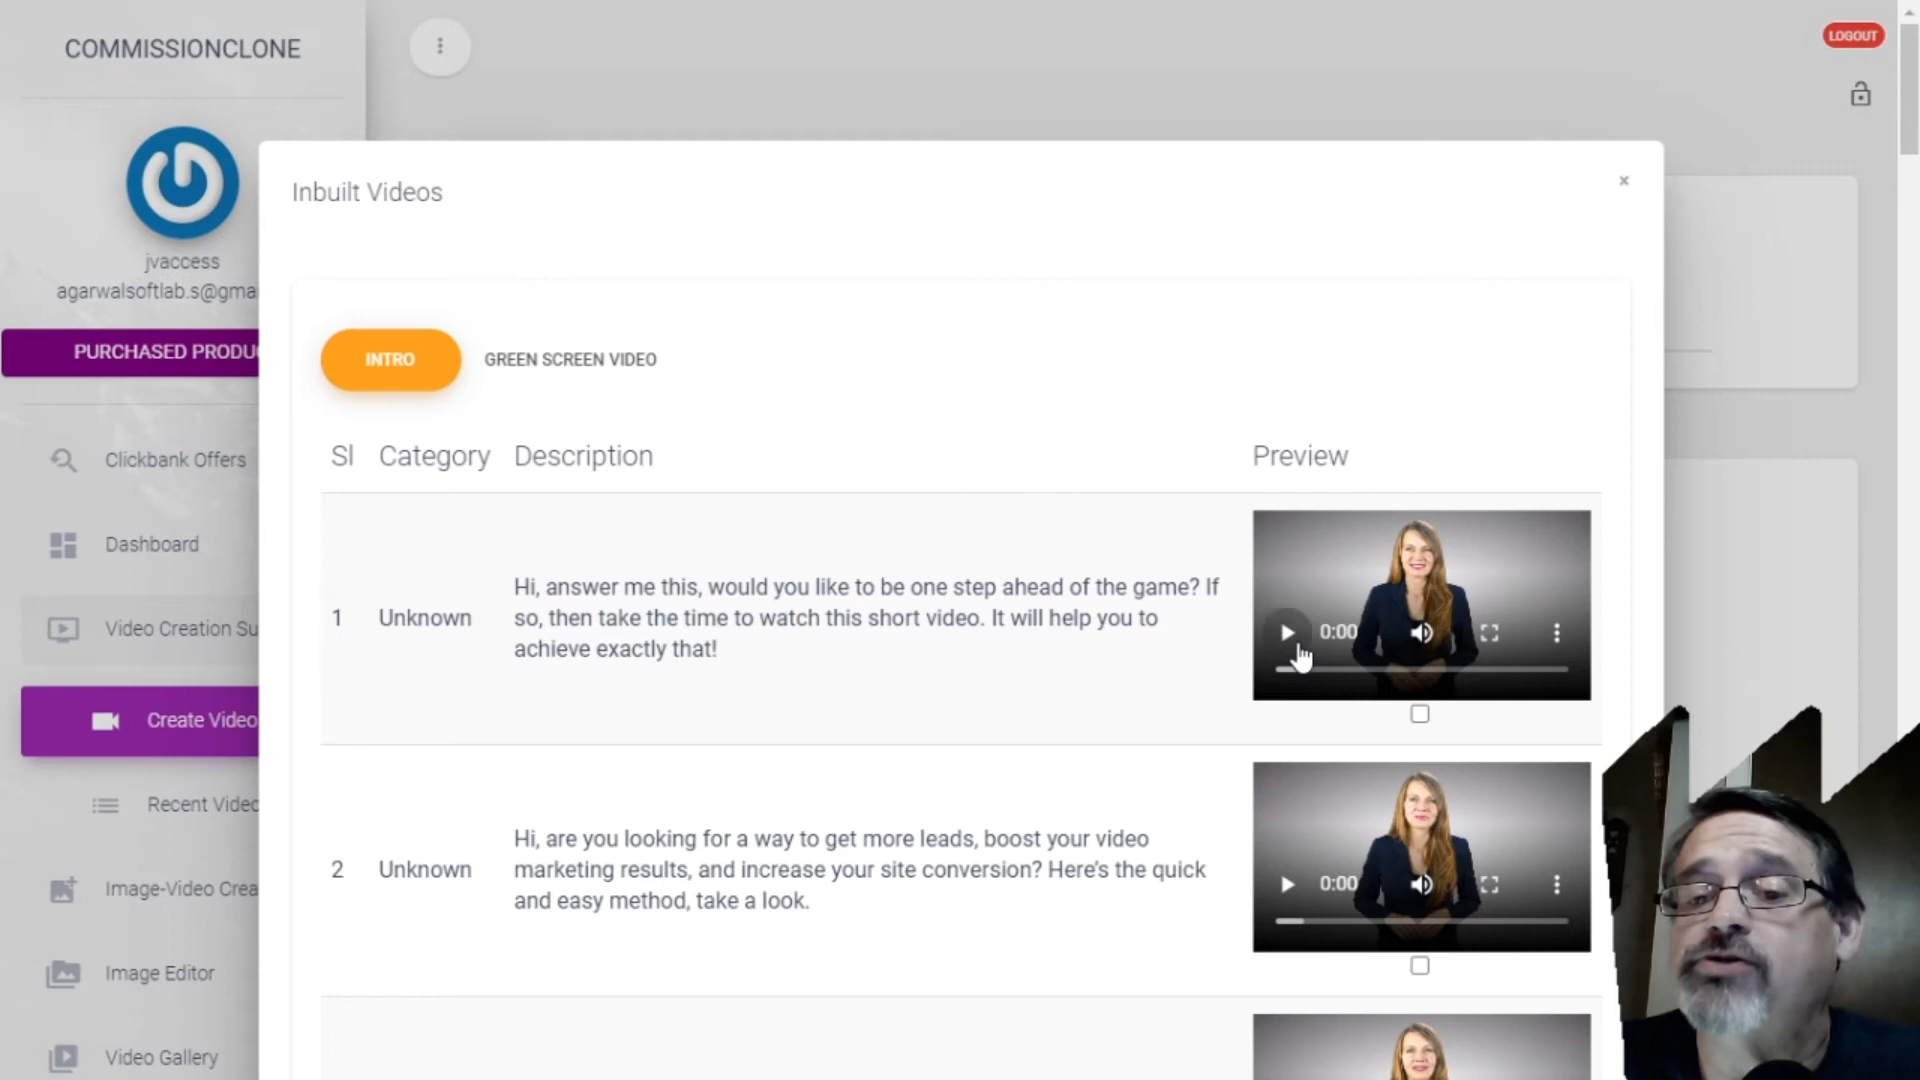 COMMISSIONCLONE
LOGOUT
jvaccess
agarwalsoftlab.s@gma
PURCHASED PRODU
Clickbank Offers
Dashboard
Video Creation Su
Create Video
Recent Video
Image-Video Crea
Image Editor
Video Gallery
Inbuilt Videos
×
INTRO
GREEN SCREEN VIDEO
Sl Category Description Preview
1 Unknown
Hi, answer me this, would you like to be one step ahead of the game? If
so, then take the time to watch this short video. It will help you to
achieve exactly that!
0:00
2 Unknown
Hi, are you looking for a way to get more leads, boost your video
marketing results, and increase your site conversion? Here's the quick
and easy method, take a look.
0:00